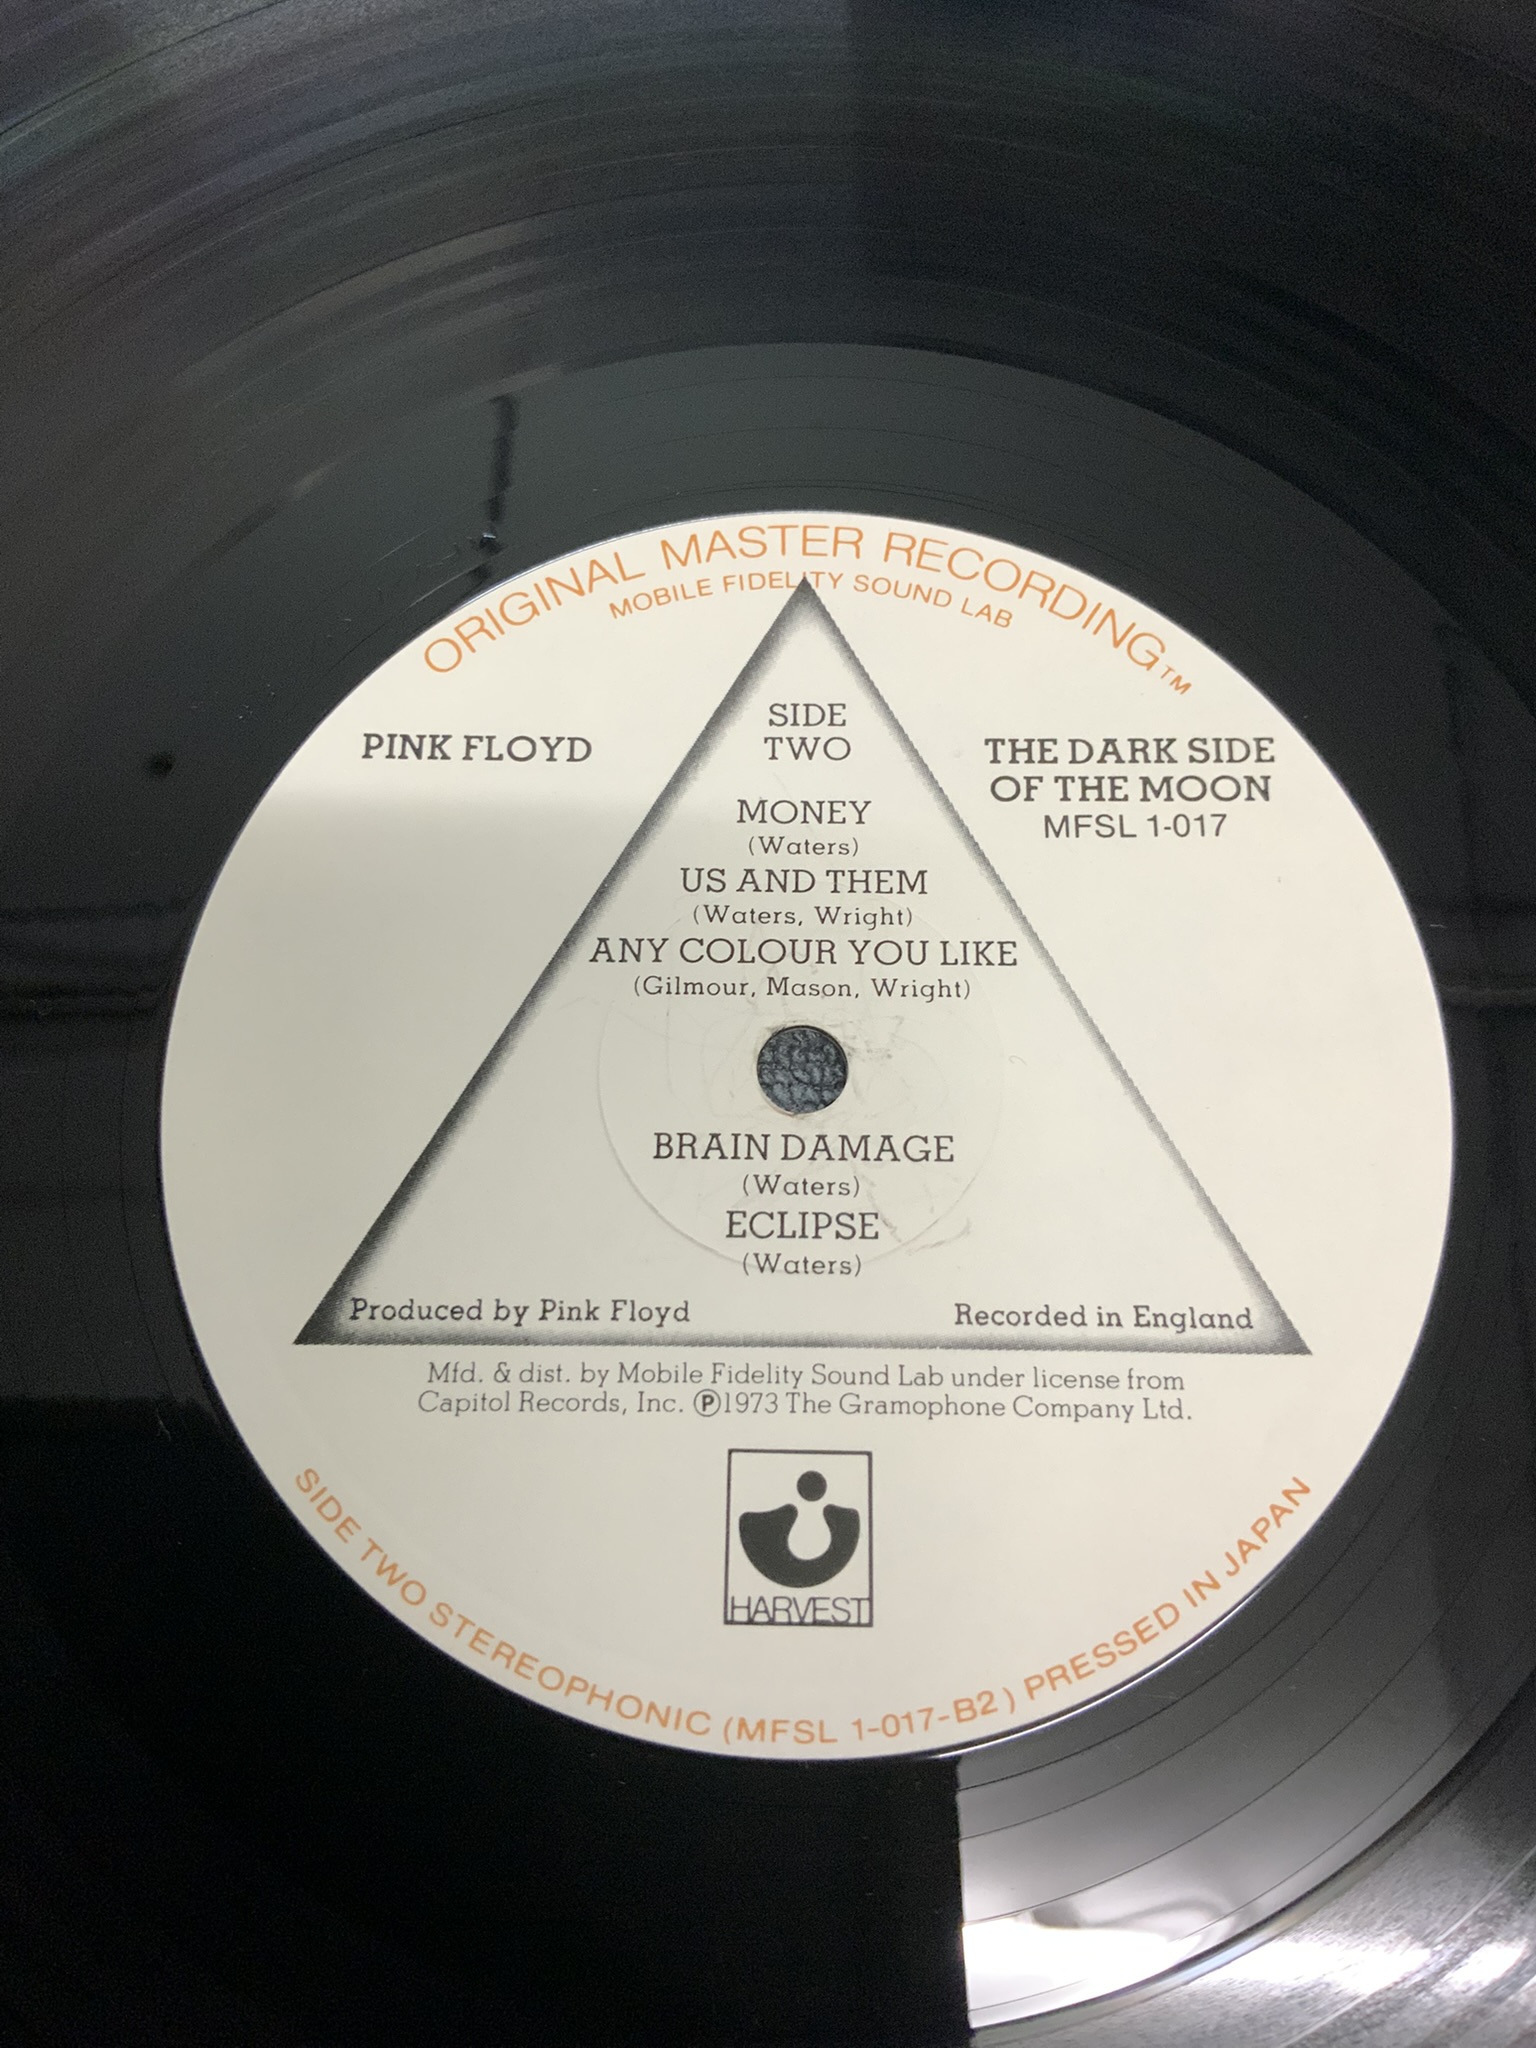 ORIGINAL MASTER RECORDING™
MOBILE FIDELITY SOUND LAB
SIDE
TWO
PINK FLOYD
THE DARK SIDE
OF THE MOON
MFSL 1-017
MONEY
(Waters)
US AND THEM
(Waters, Wright)
ANY COLOUR YOU LIKE
(Gilmour, Mason, Wright)
BRAIN DAMAGE
(Waters)
ECLIPSE
(Waters)
Produced by Pink Floyd
Recorded in England
Mfd. & dist. by Mobile Fidelity Sound Lab under license from
Capitol Records, Inc. ℗1973 The Gramophone Company Ltd.
HARVEST
SIDE TWO STEREOPHONIC (MFSL 1-017-B2) PRESSED IN JAPAN